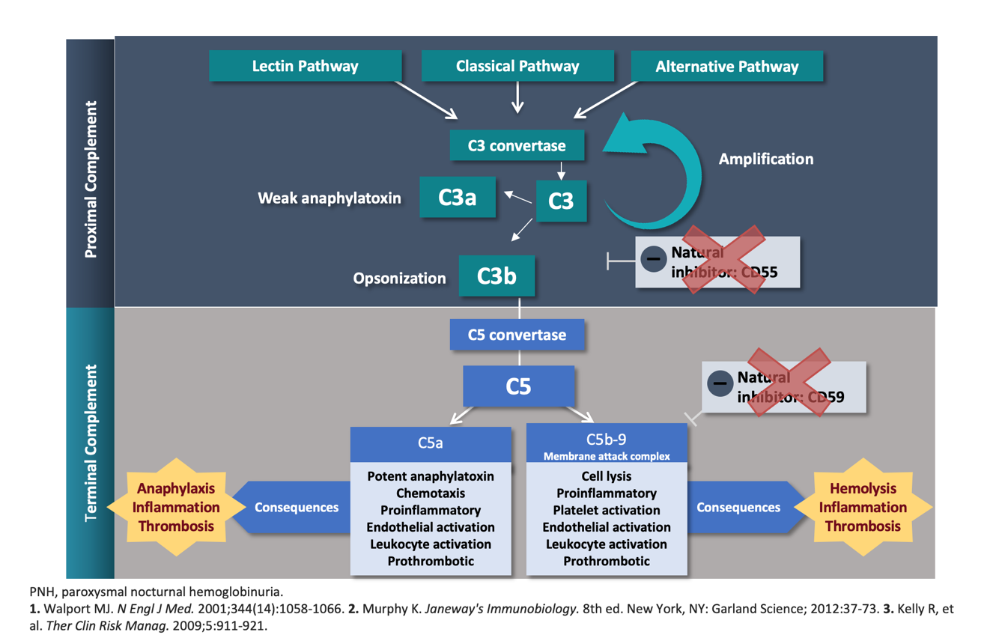 Lectin Pathway
Classical Pathway
Alternative Pathway
Proximal Complement
C3 convertase
Amplification
Weak anaphylatoxin
C3a
C3
Natural
inhibitor: CD55
Opsonization
C3b
Terminal Complement
C5 convertase
C5
Natural
inhibitor: CD59
C5a
C5b-9
Membrane attack complex
Potent anaphylatoxin
Chemotaxis
Proinflammatory
Endothelial activation
Leukocyte activation
Prothrombotic
Cell lysis
Proinflammatory
Platelet activation
Endothelial activation
Leukocyte activation
Prothrombotic
Consequences
Anaphylaxis
Inflammation
Thrombosis
Consequences
Hemolysis
Inflammation
Thrombosis
PNH, paroxysmal nocturnal hemoglobinuria.
1. Walport MJ. N Engl J Med. 2001;344(14):1058-1066. 2. Murphy K. Janeway's Immunobiology. 8th ed. New York, NY: Garland Science; 2012:37-73. 3. Kelly R, et
al. Ther Clin Risk Manag. 2009;5:911-921.